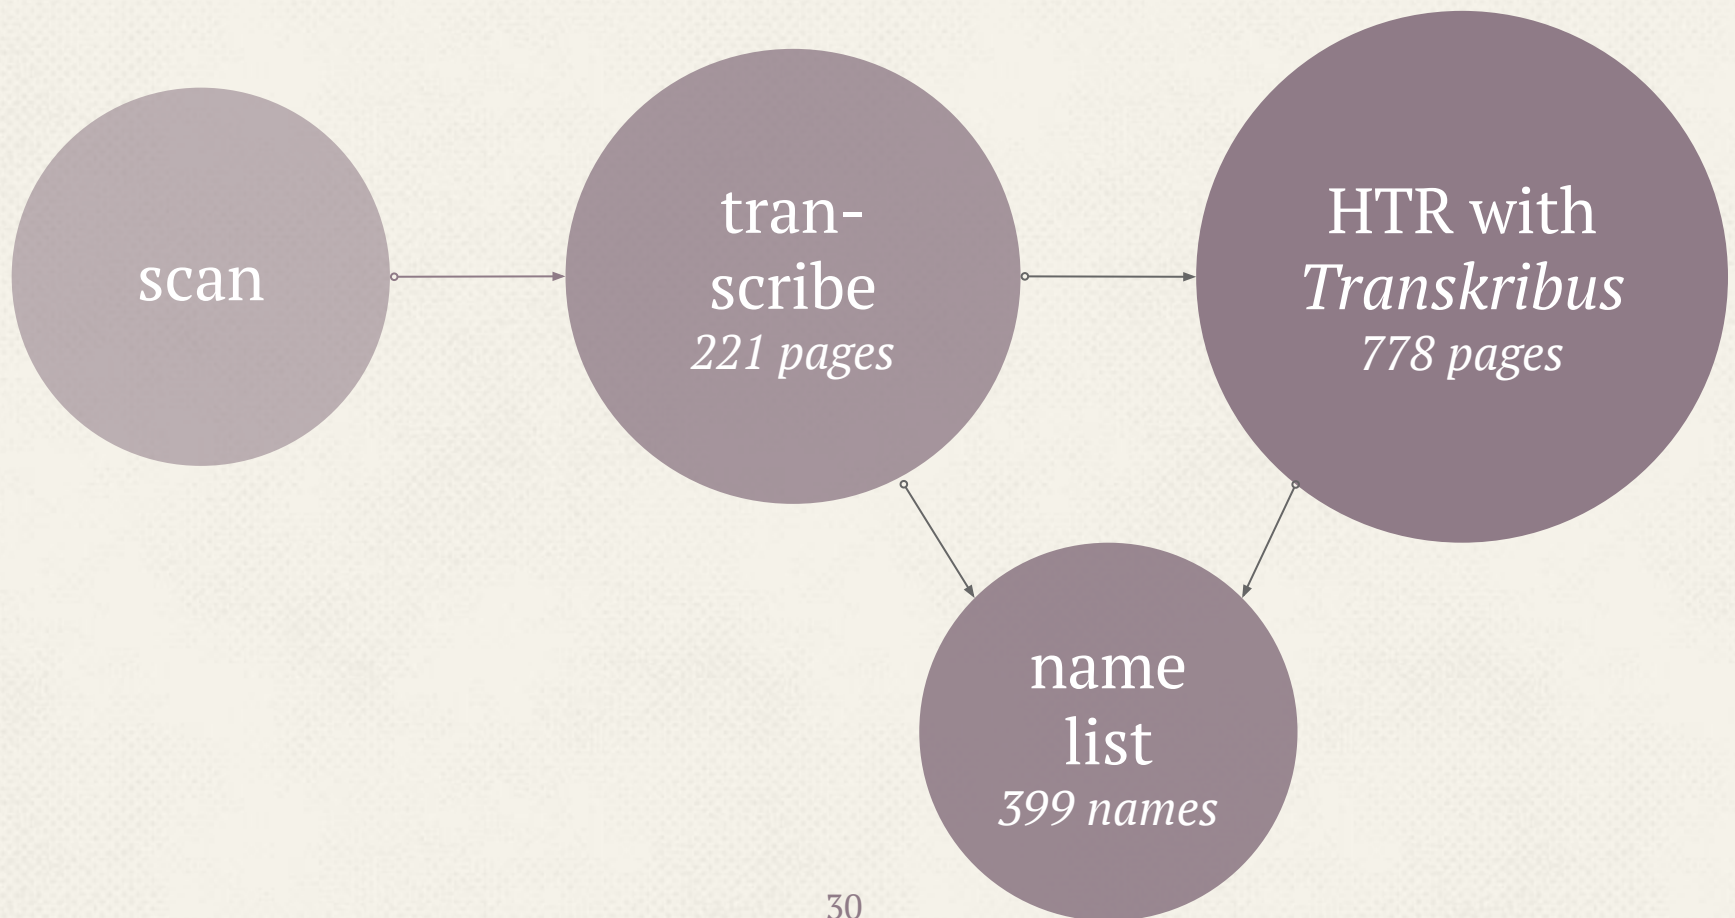 scan
tran-
scribe
221 pages
HTR with
Transkribus
778 pages
name
list
399 names
30